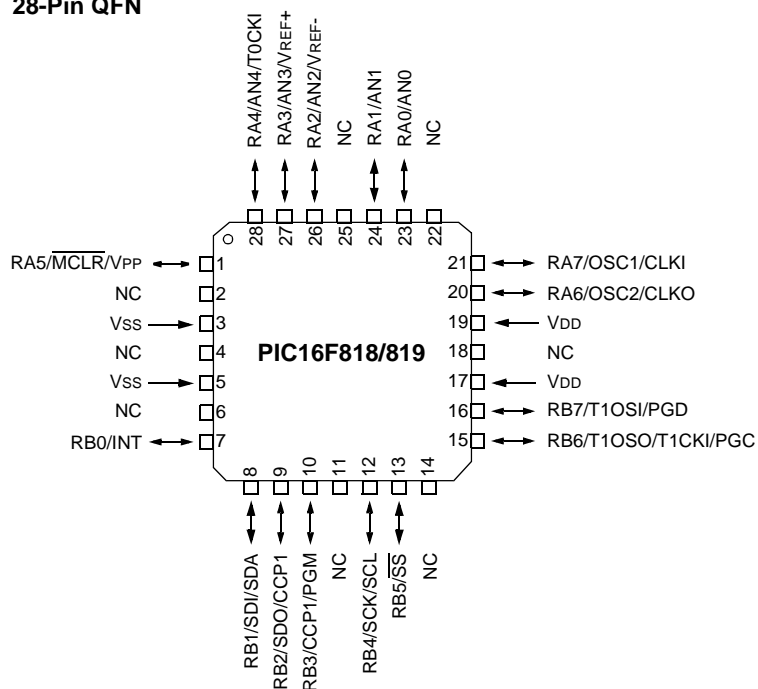 28-Pin QFN
RA4/AN4/T0CKI
RA3/AN3/VREF+
RA2/AN2/VREF-
NC
RA1/AN1
RA0/AN0
NC
28
27
26
25
24
23
22
RA5/MCLR/VPP
1
NC
2
VSS
3
NC
4
VSS
5
NC
6
RB0/INT
7
PIC16F818/819
21
RA7/OSC1/CLKI
20
RA6/OSC2/CLKO
19
VDD
18
NC
17
VDD
16
RB7/T1OSI/PGD
15
RB6/T1OSO/T1CKI/PGC
8
9
10
11
12
13
14
RB1/SDI/SDA
RB2/SDO/CCP1
RB3/CCP1/PGM
NC
RB4/SCK/SCL
RB5/SS
NC